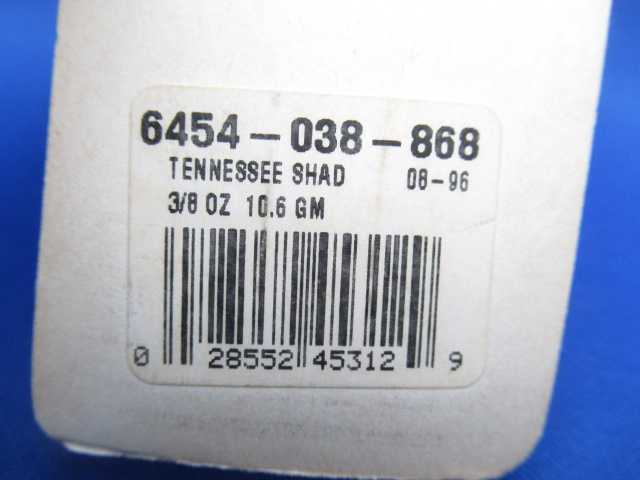 6454-038-868
TENNESSEE SHAD 08-96
3/8 OZ 10.6 GM
0 28552 45312 9